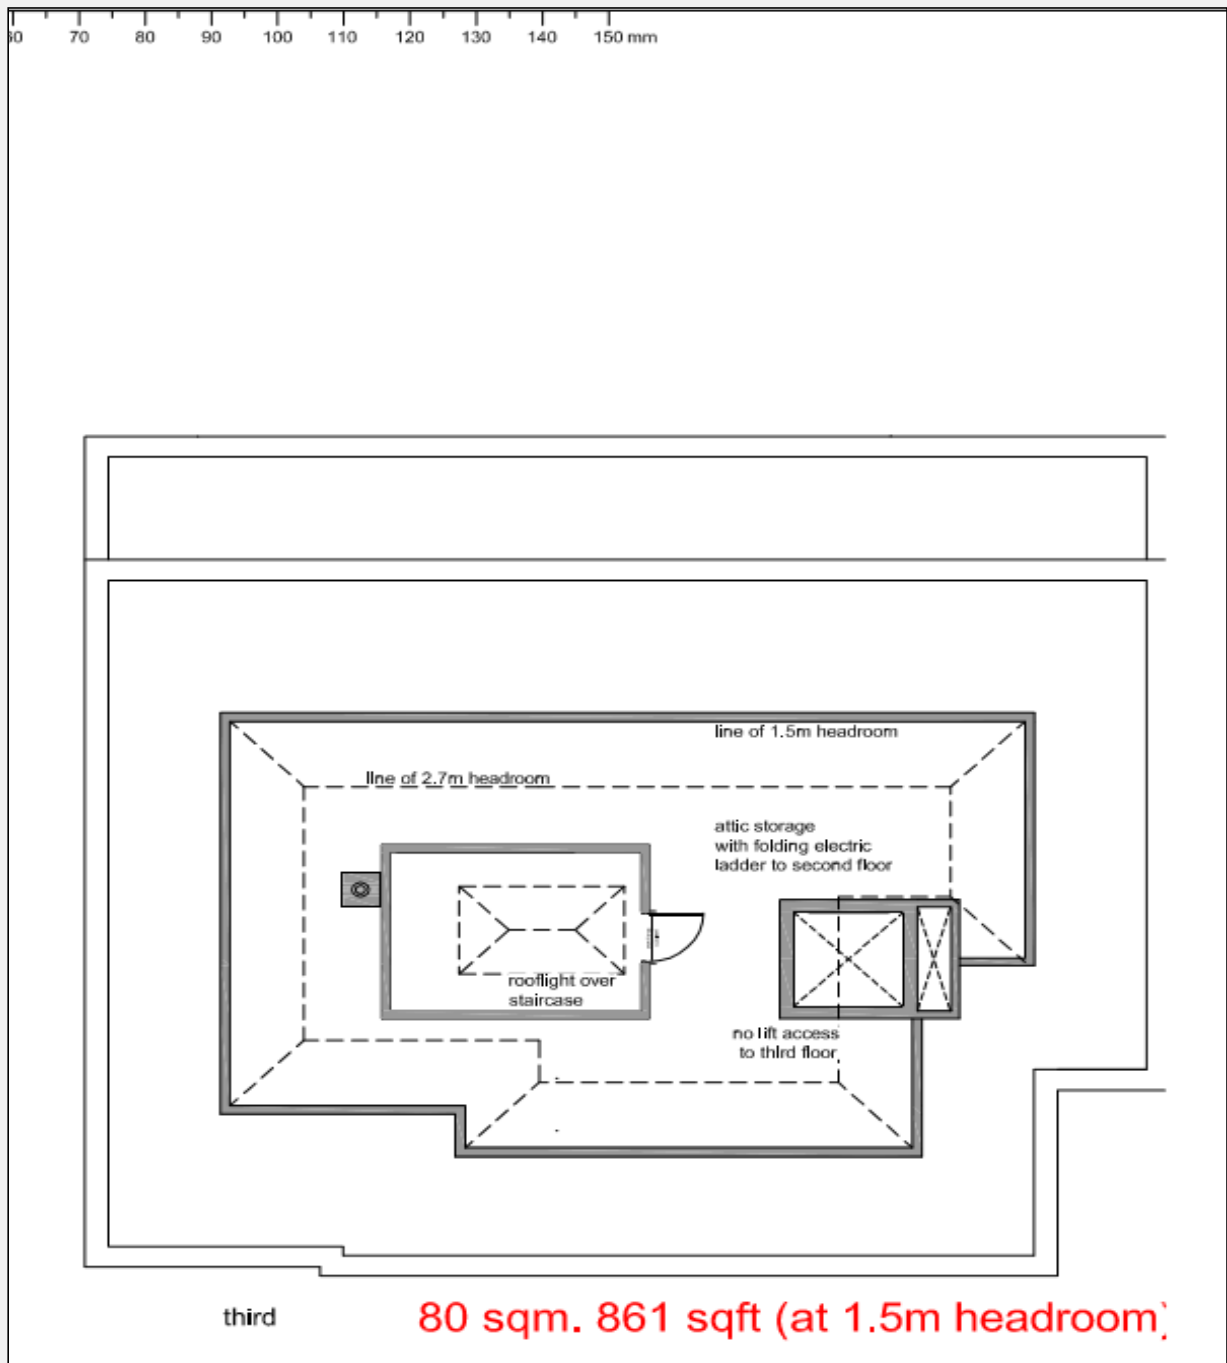 70 80 90 100 110 120 130 140 150 mm
line of 1.5m headroom
line of 2.7m headroom
attic storage
with folding electric
ladder to second floor
rooflight over
staircase
no lift access
to third floor
third
80 sqm. 861 sqft (at 1.5m headroom)